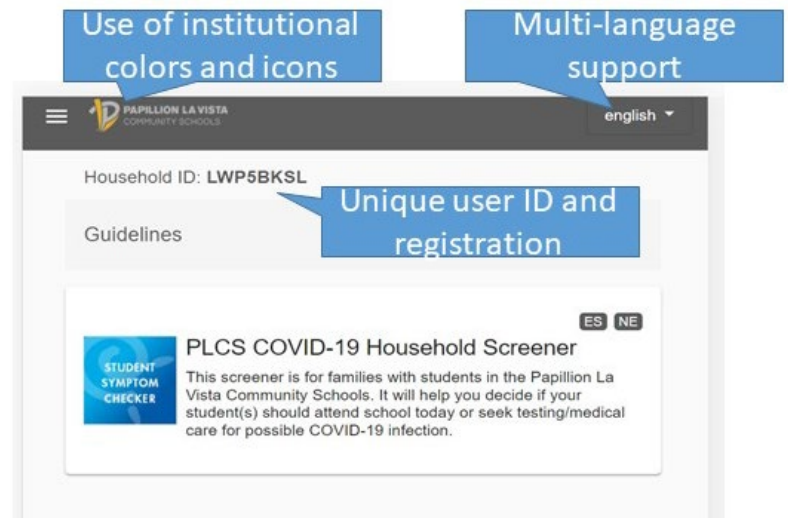 Use of institutional
colors and icons
Multi-language
support
PAPILLION LA VISTA
COMMUNITY SCHOOLS
english
Household ID: LWP5BKSL
Unique user ID and
registration
Guidelines
ES NE
STUDENT
SYMPTOM
CHECKER
PLCS COVID-19 Household Screener
This screener is for families with students in the Papillion La
Vista Community Schools. It will help you decide if your
student(s) should attend school today or seek testing/medical
care for possible COVID-19 infection.